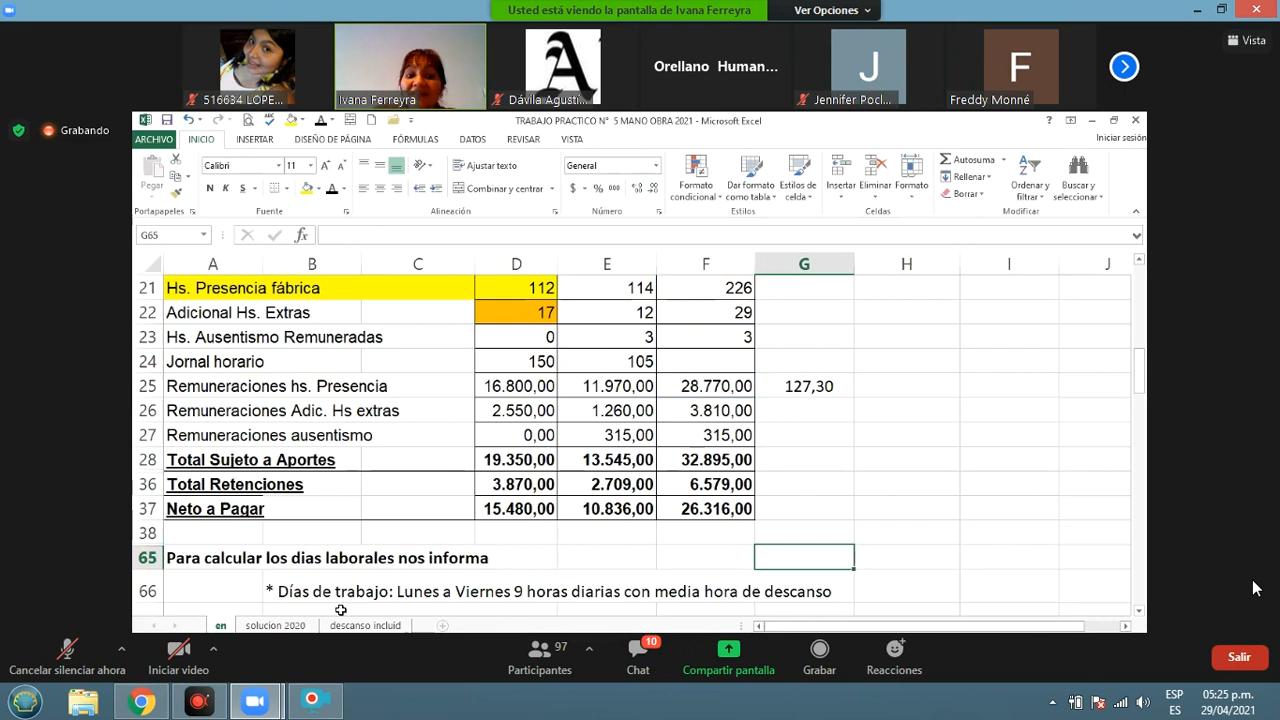 Usted está viendo la pantalla de Ivana Ferreyra
Ver Opciones
Vista
516634 LOPE...
Ivana Ferreyra
A
Dávila Agustí...
Orellano Human...
J
Jennifer Pocl...
F
Freddy Monné
Grabando
TRABAJO PRACTICO N° 5 MANO OBRA 2021 - Microsoft Excel
ARCHIVO INICIO INSERTAR DISEÑO DE PÁGINA FÓRMULAS DATOS REVISAR VISTA Iniciar sesión
Pegar
Calibri 11
Ajustar texto
General
Formato condicional
Dar formato como tabla
Estilos de celda
Insertar
Eliminar
Formato
Autosuma
Rellenar
Ordenar y filtrar
Buscar y seleccionar
N K S
Combinar y centrar
$ % 000
Borrar
Portapapeles Fuente Alineación Número Estilos Celdas Modificar
G65 fx
A B C D E F G H I J
21 Hs. Presencia fábrica 112 114 226
22 Adicional Hs. Extras 17 12 29
23 Hs. Ausentismo Remuneradas 0 3 3
24 Jornal horario 150 105
25 Remuneraciones hs. Presencia 16.800,00 11.970,00 28.770,00 127,30
26 Remuneraciones Adic. Hs extras 2.550,00 1.260,00 3.810,00
27 Remuneraciones ausentismo 0,00 315,00 315,00
28 Total Sujeto a Aportes 19.350,00 13.545,00 32.895,00
36 Total Retenciones 3.870,00 2.709,00 6.579,00
37 Neto a Pagar 15.480,00 10.836,00 26.316,00
38
65 Para calcular los dias laborales nos informa
66 * Días de trabajo: Lunes a Viernes 9 horas diarias con media hora de descanso
en solucion 2020 descanso incluid
97
10
Cancelar silenciar ahora
Iniciar video
Participantes
Chat
Compartir pantalla
Grabar
Reacciones
Salir
ESP
05:25 p.m.
ES
29/04/2021